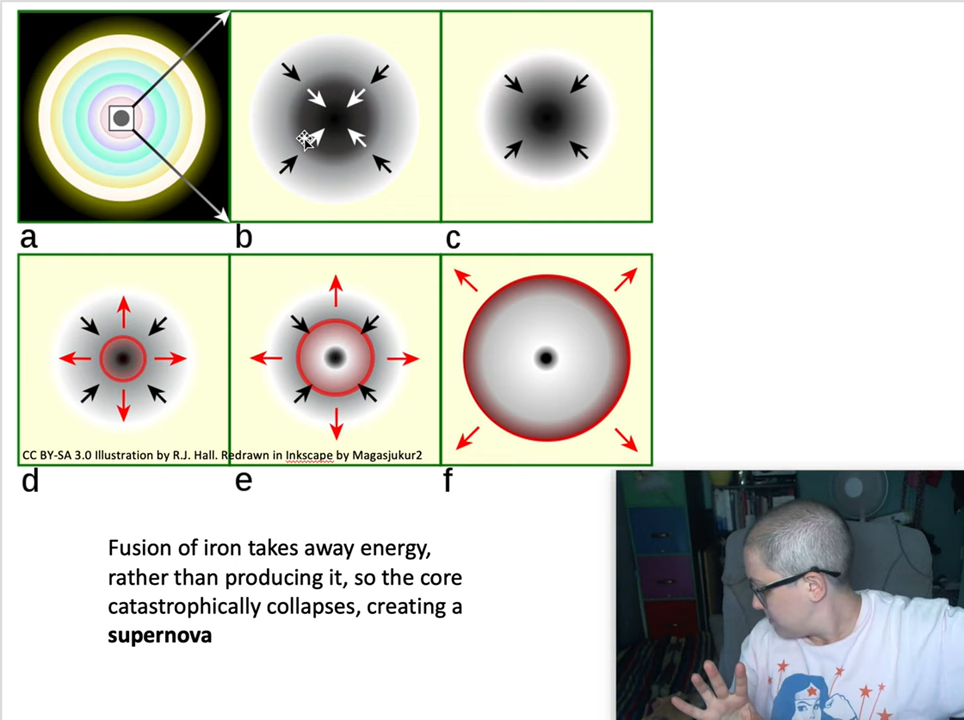 a
b
c
CC BY-SA 3.0 Illustration by R.J. Hall. Redrawn in Inkscape by Magasjukur2
d
e
f
Fusion of iron takes away energy,
rather than producing it, so the core
catastrophically collapses, creating a
supernova